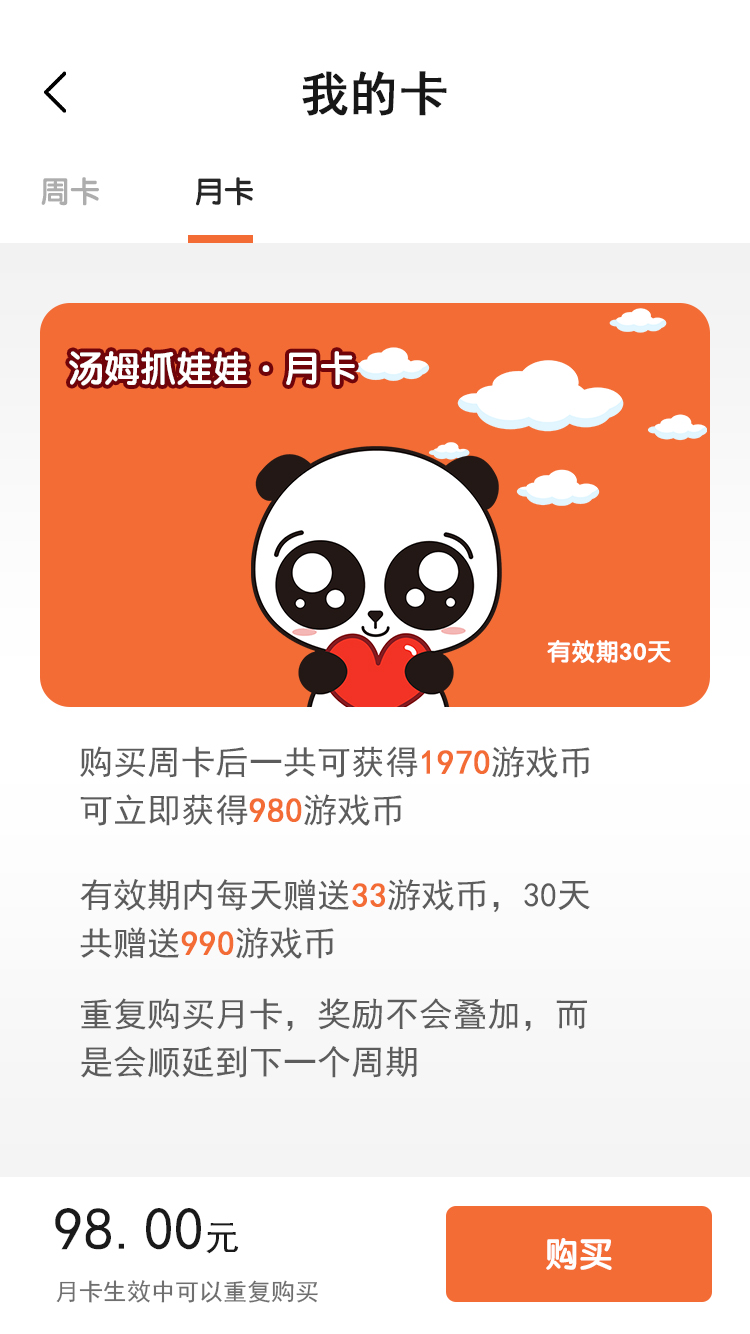 我的卡
周卡
月卡
汤姆抓娃娃·月卡
有效期30天
购买周卡后一共可获得1970游戏币
可立即获得980游戏币
有效期内每天赠送33游戏币，30天
共赠送990游戏币
重复购买月卡，奖励不会叠加，而
是会顺延到下一个周期
98.00元
购买
月卡生效中可以重复购买